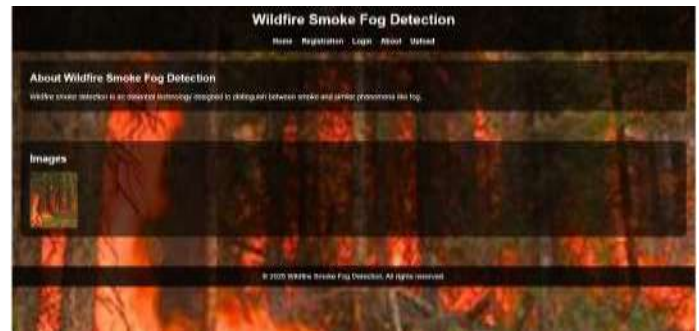 Wildfire Smoke Fog Detection
Home Registration Login About Upload
About Wildfire Smoke Fog Detection
Wildfire smoke detection is an essential technology designed to distinguish between smoke and similar phenomena like fog.
Images
© 2025 Wildfire Smoke Fog Detection. All rights reserved.